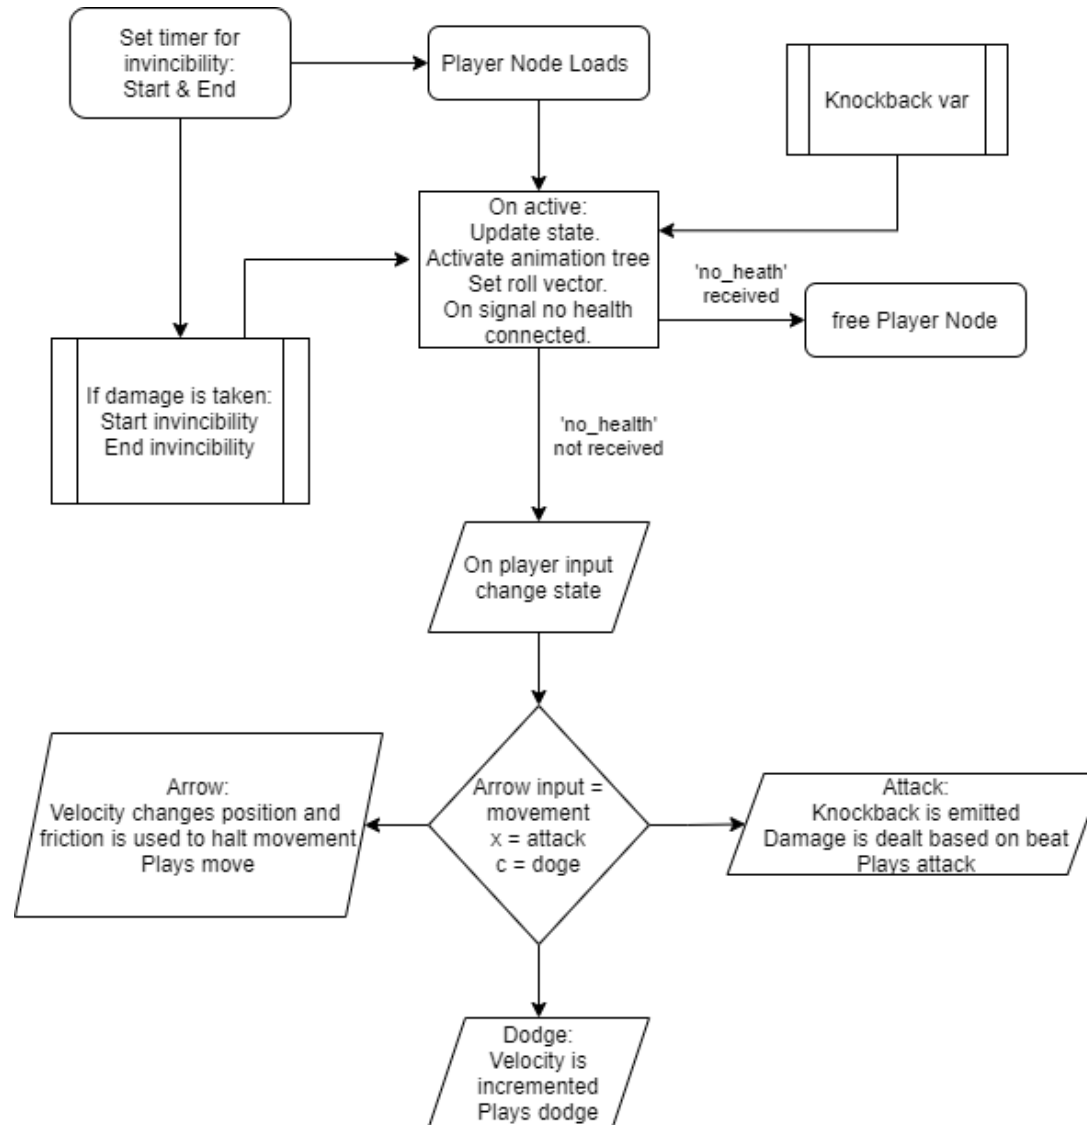 Set timer for
invincibility:
Start & End
Player Node Loads
Knockback var
On active:
Update state.
Activate animation tree
Set roll vector.
On signal no health
connected.
'no_heath'
received
free Player Node
If damage is taken:
Start invincibility
End invincibility
'no_health'
not received
On player input
change state
Arrow input =
movement
x = attack
c = doge
Arrow:
Velocity changes position and
friction is used to halt movement
Plays move
Attack:
Knockback is emitted
Damage is dealt based on beat
Plays attack
Dodge:
Velocity is
incremented
Plays dodge